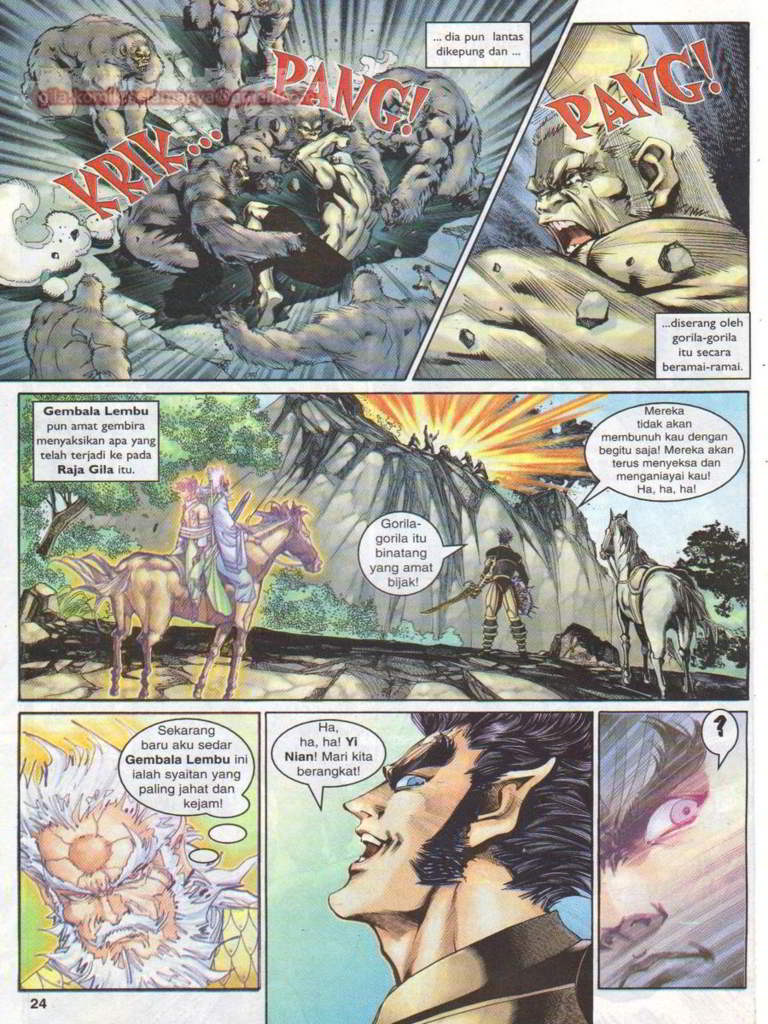 ... dia pun lantas
dikepung dan ...
PANG!
KRIK...
PANG!
...diserang oleh
gorila-gorila
itu secara
beramai-ramai.
Gembala Lembu
pun amat gembira
menyaksikan apa yang
telah terjadi ke pada
Raja Gila itu.
Mereka
tidak akan
membunuh kau dengan
begitu saja! Mereka akan
terus menyeksa dan
menganiayai kau!
Ha, ha, ha!
Gorila-
gorila itu
binatang
yang amat
bijak!
Sekarang
baru aku sedar
Gembala Lembu ini
ialah syaitan yang
paling jahat dan
kejam!
Ha,
ha, ha! Yi
Nian! Mari kita
berangkat!
?
24